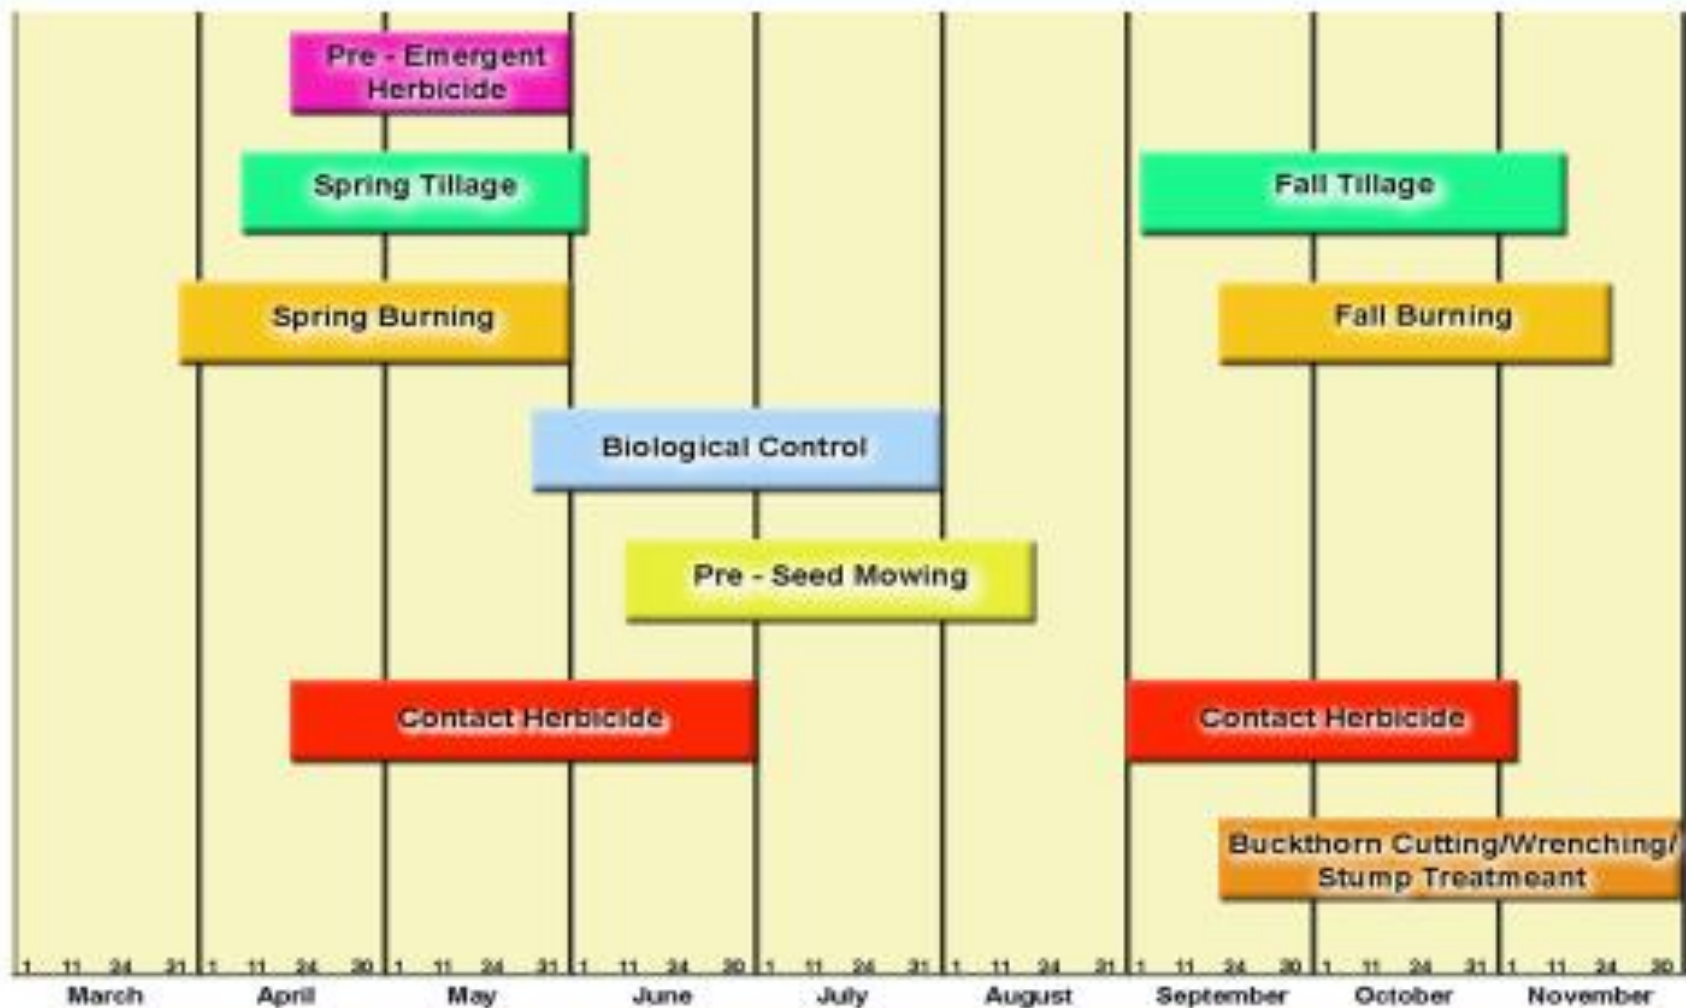 Pre - Emergent
Herbicide
Spring Tillage
Fall Tillage
Spring Burning
Fall Burning
Biological Control
Pre - Seed Mowing
Contact Herbicide
Contact Herbicide
Buckthorn Cutting/Wrenching/
Stump Treatmeant
1 11 24 31 1 11 24 30 1 11 24 31 1 11 24 30 1 11 24 31 1 11 24 31 1 11 24 30 1 11 24 31 1 11 24 30
March April May June July August September October November